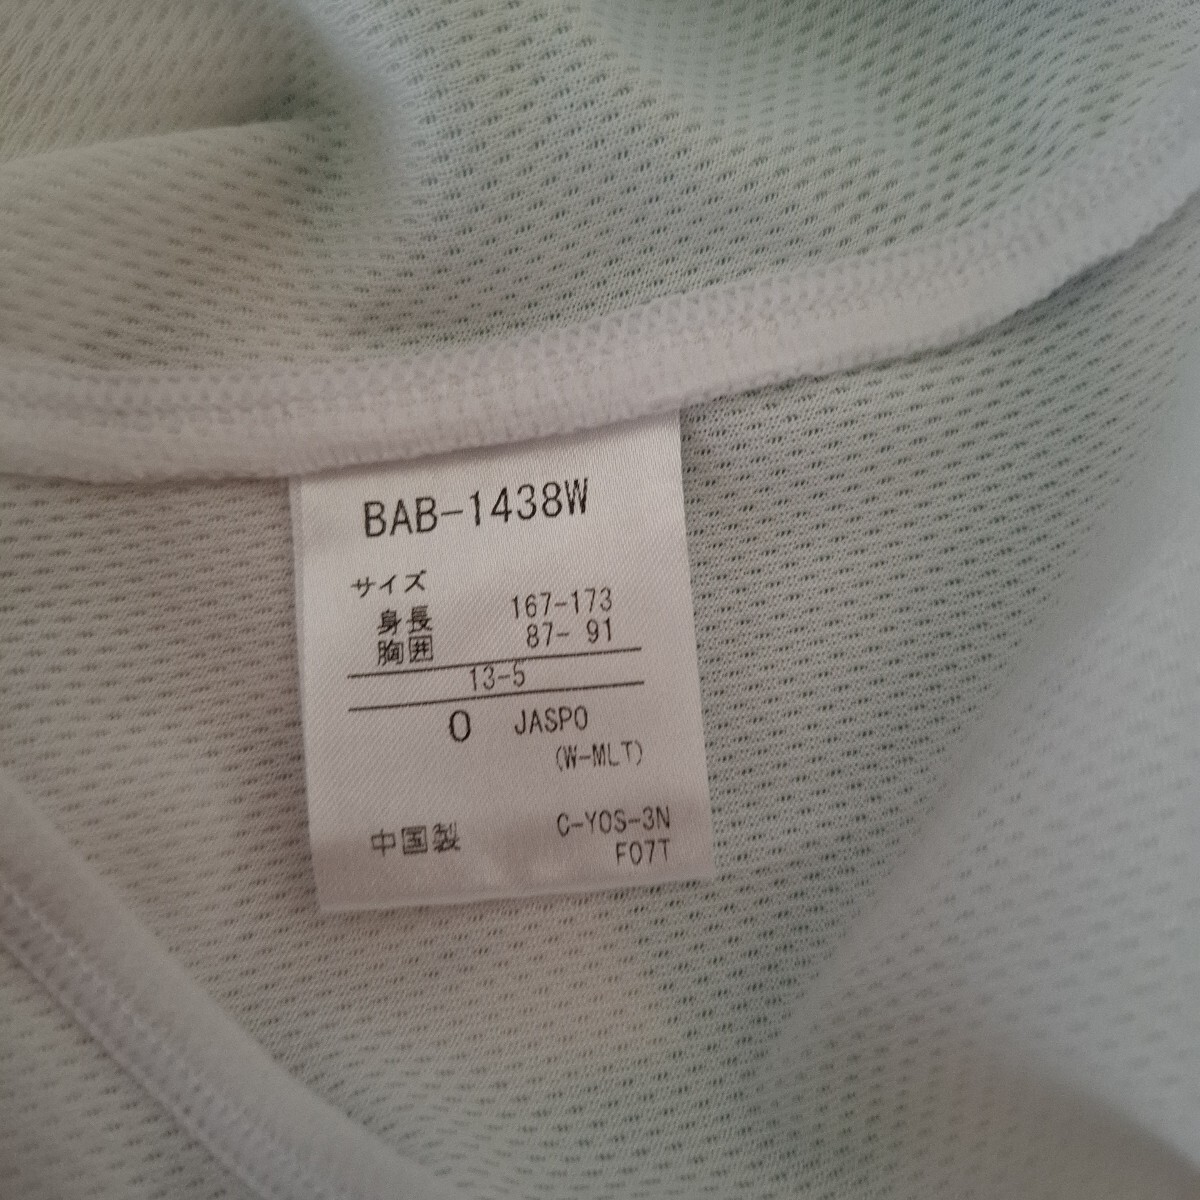 BAB-1438W
サイズ
身長 167-173
胸囲 87- 91
13-5
O JASPO
(W-MLT)
中国製 C-YOS-3N
F07T